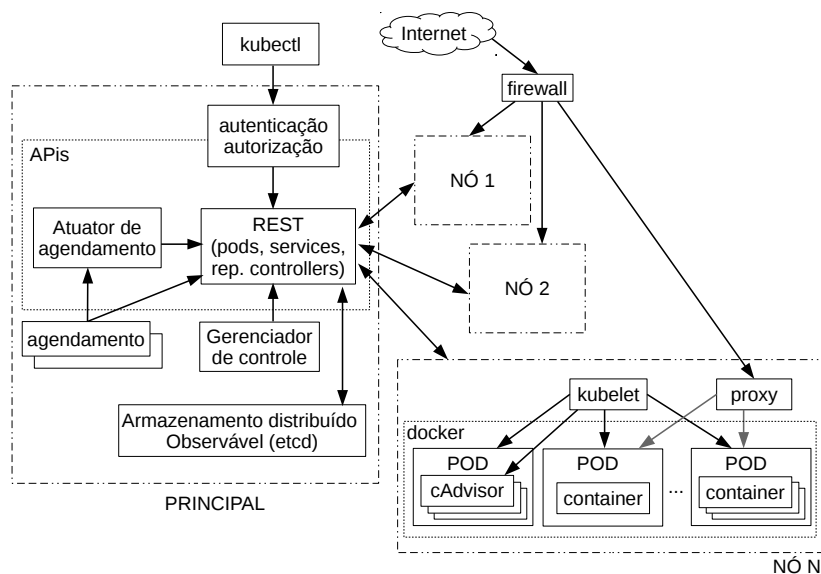 Internet
kubectl
firewall
autenticação
autorização
APis
NÓ 1
Atuator de
agendamento
REST
(pods, services,
rep. controllers)
NÓ 2
agendamento
Gerenciador
de controle
kubelet
proxy
Armazenamento distribuído
Observável (etcd)
docker
POD
cAdvisor
POD
container
...
POD
container
PRINCIPAL
NÓ N